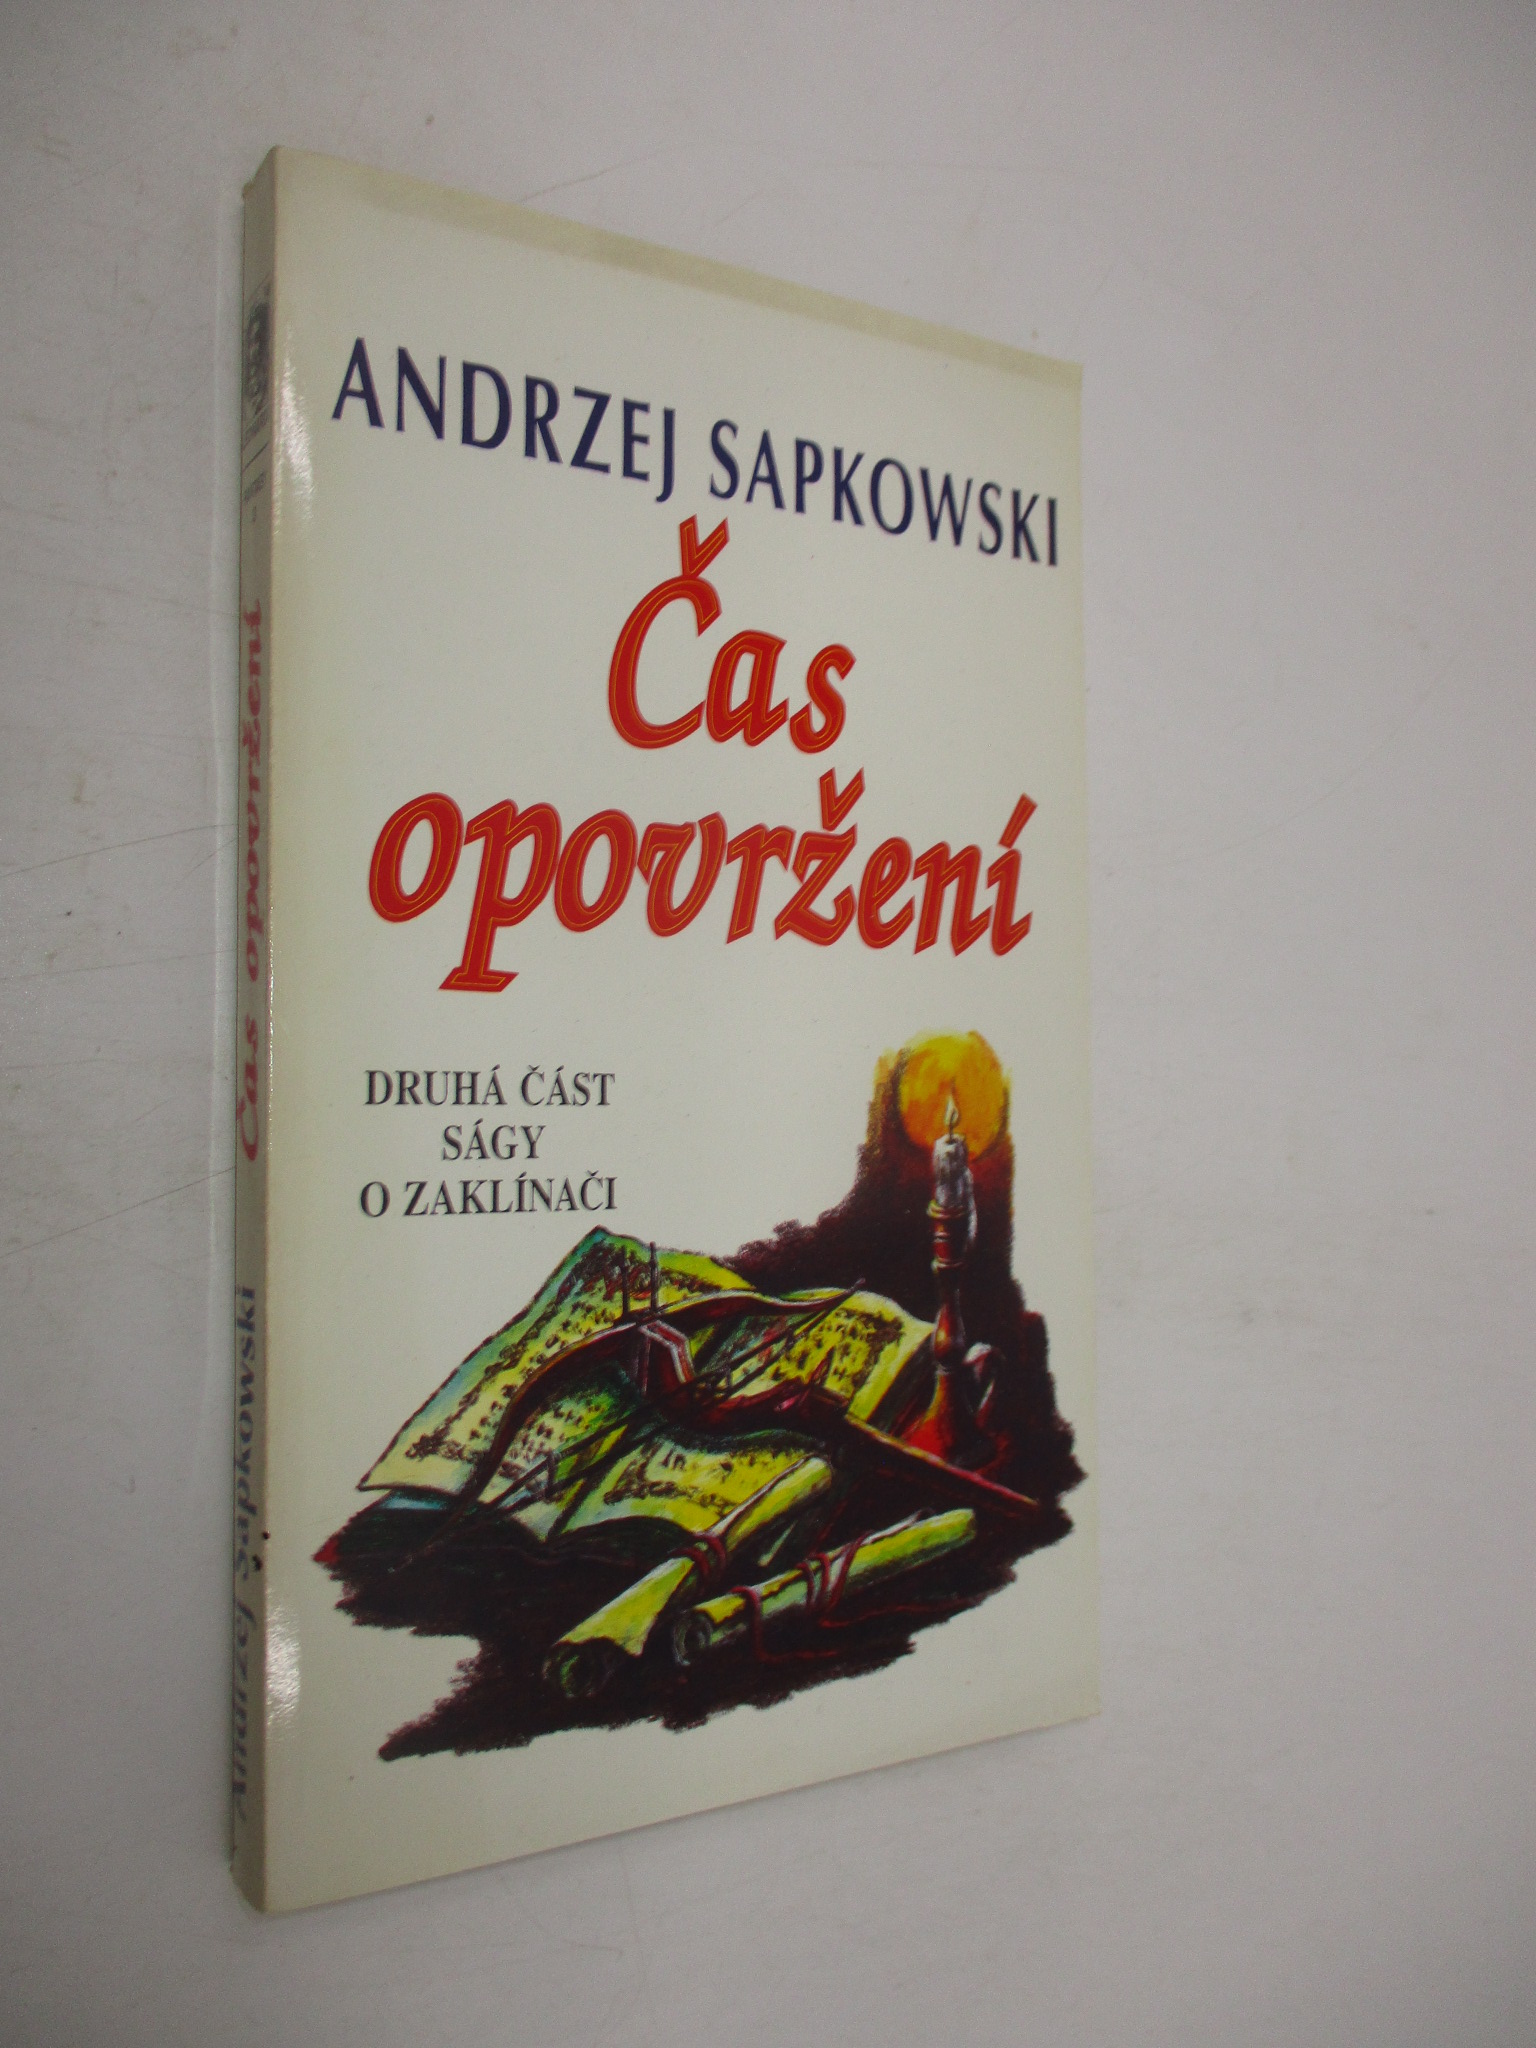 ANDRZEJ SAPKOWSKI
Čas
opovržení
DRUHÁ ČÁST
SÁGY
O ZAKLÍNAČI
Andrzej Sapkowski Čas opovržení